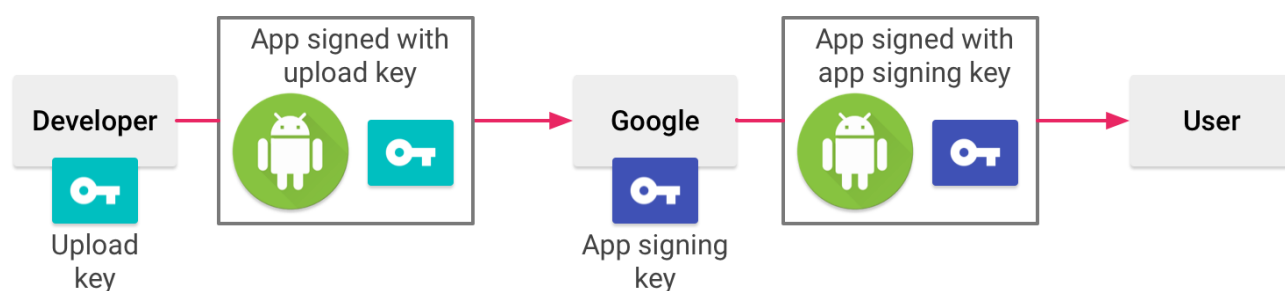 App signed with
upload key
App signed with
app signing key
Developer
Google
User
Upload
key
App signing
key